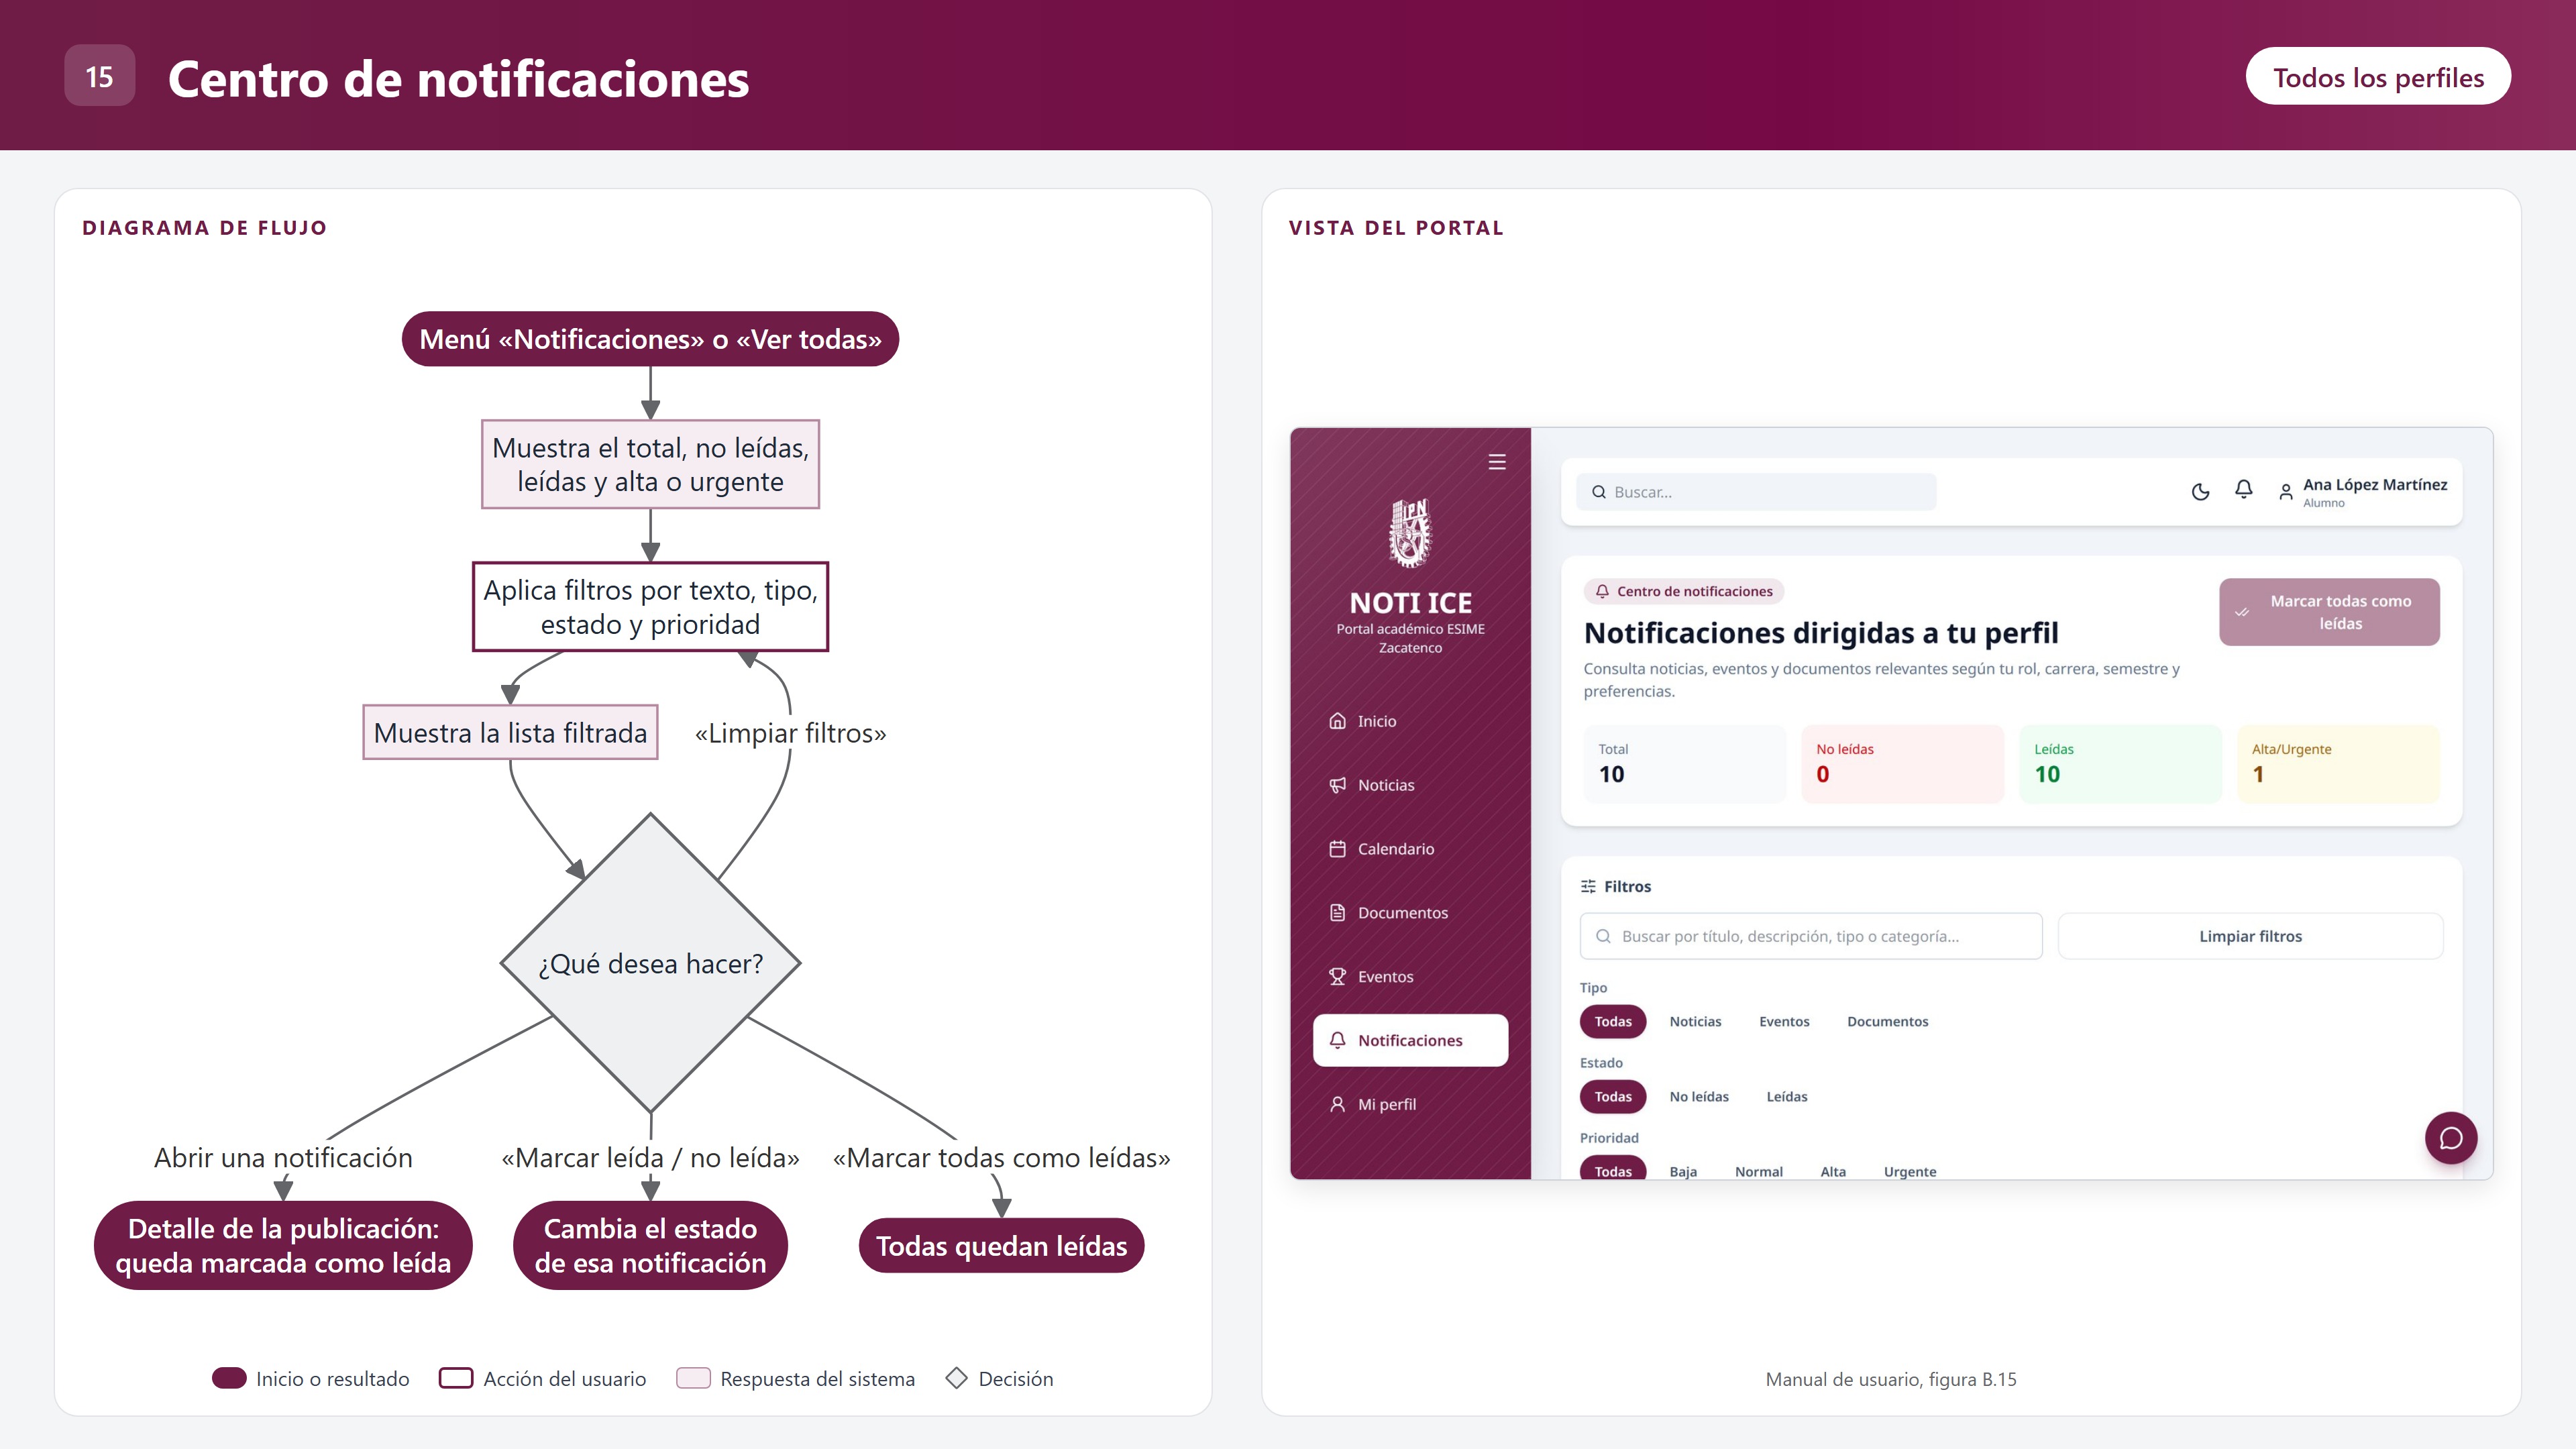 15
Centro de notificaciones
Todos los perfiles
DIAGRAMA DE FLUJO
Menú «Notificaciones» o «Ver todas»
Muestra el total, no leídas,
leídas y alta o urgente
Aplica filtros por texto, tipo,
estado y prioridad
Muestra la lista filtrada
«Limpiar filtros»
¿Qué desea hacer?
Abrir una notificación
«Marcar leída / no leída»
«Marcar todas como leídas»
Detalle de la publicación:
queda marcada como leída
Cambia el estado
de esa notificación
Todas quedan leídas
Inicio o resultado
Acción del usuario
Respuesta del sistema
Decisión
VISTA DEL PORTAL
IPN
NOTI ICE
Portal académico ESIME
Zacatenco
Inicio
Noticias
Calendario
Documentos
Eventos
Notificaciones
Mi perfil
Buscar...
Ana López Martínez
Alumno
Centro de notificaciones
Notificaciones dirigidas a tu perfil
Consulta noticias, eventos y documentos relevantes según tu rol, carrera, semestre y
preferencias.
Marcar todas como
leídas
Total
10
No leídas
0
Leídas
10
Alta/Urgente
1
Filtros
Buscar por título, descripción, tipo o categoría...
Limpiar filtros
Tipo
Todas Noticias Eventos Documentos
Estado
Todas No leídas Leídas
Prioridad
Todas Baja Normal Alta Urgente
Manual de usuario, figura B.15